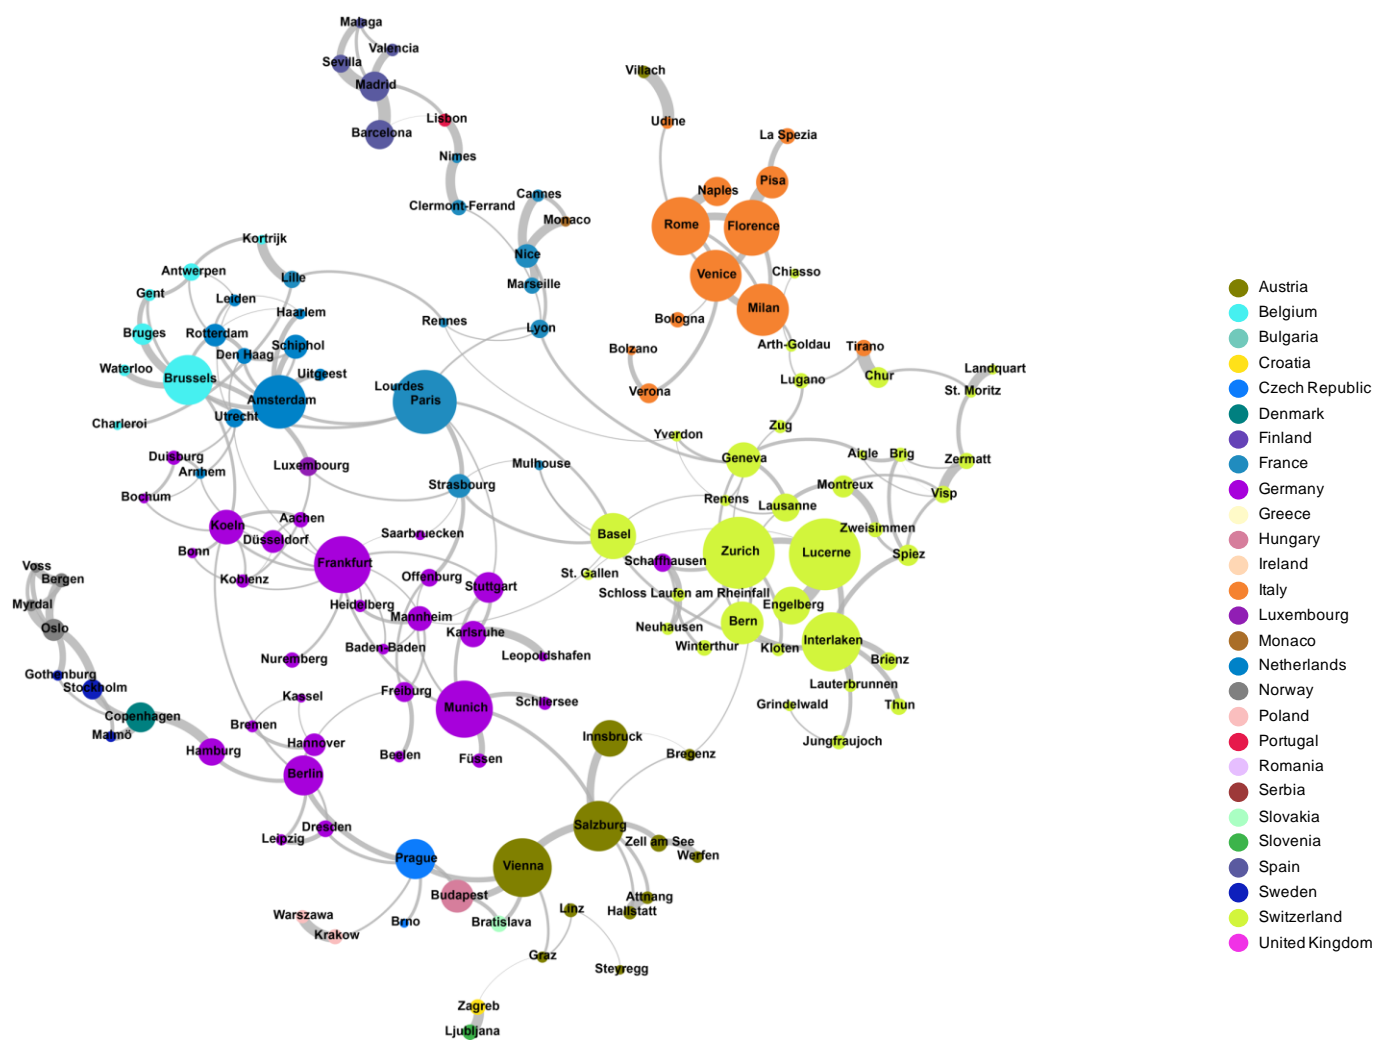 Malaga
Valencia
Sevilla
Madrid
Barcelona
Lisbon
Nimes
Clermont-Ferrand
Cannes
Monaco
Nice
Marseille
Lyon
Rennes
Villach
Udine
La Spezia
Pisa
Naples
Rome
Florence
Venice
Chiasso
Milan
Bologna
Bolzano
Verona
Arth-Goldau
Tirano
Lugano
Chur
Landquart
St. Moritz
Zug
Yverdon
Geneva
Aigle
Brig
Zermatt
Montreux
Visp
Renens
Lausanne
Zweisimmen
Spiez
Kortrijk
Antwerpen
Lille
Gent
Leiden
Haarlem
Bruges
Rotterdam
Den Haag
Schiphol
Waterloo
Brussels
Uitgeest
Amsterdam
Lourdes
Paris
Charleroi
Utrecht
Duisburg
Arnhem
Luxembourg
Mulhouse
Strasbourg
Bochum
Koeln
Aachen
Düsseldorf
Saarbruecken
Basel
Bonn
Koblenz
Frankfurt
Offenburg
Stuttgart
St. Gallen
Schaffhausen
Zurich
Lucerne
Schloss Laufen am Rheinfall
Engelberg
Heidelberg
Mannheim
Karlsruhe
Neuhausen
Bern
Winterthur
Kloten
Interlaken
Brienz
Baden-Baden
Leopoldshafen
Nuremberg
Voss
Bergen
Myrdal
Oslo
Gothenburg
Stockholm
Copenhagen
Malmö
Hamburg
Kassel
Bremen
Hannover
Freiburg
Munich
Schliersee
Beelen
Füssen
Berlin
Lauterbrunnen
Grindelwald
Thun
Jungfraujoch
Innsbruck
Bregenz
Leipzig
Dresden
Prague
Salzburg
Zell am See
Werfen
Vienna
Budapest
Attnang
Hallstatt
Warszawa
Krakow
Brno
Bratislava
Linz
Graz
Steyregg
Zagreb
Ljubljana
Austria
Belgium
Bulgaria
Croatia
Czech Republic
Denmark
Finland
France
Germany
Greece
Hungary
Ireland
Italy
Luxembourg
Monaco
Netherlands
Norway
Poland
Portugal
Romania
Serbia
Slovakia
Slovenia
Spain
Sweden
Switzerland
United Kingdom